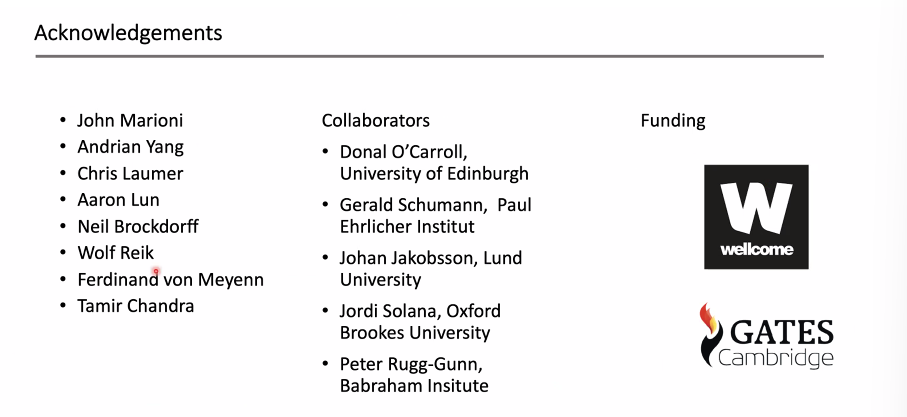 Acknowledgements
• John Marioni
• Andrian Yang
• Chris Laumer
• Aaron Lun
• Neil Brockdorff
• Wolf Reik
• Ferdinand von Meyenn
• Tamir Chandra
Collaborators
• Donal O’Carroll,
University of Edinburgh
• Gerald Schumann, Paul
Ehrlicher Institut
• Johan Jakobsson, Lund
University
• Jordi Solana, Oxford
Brookes University
• Peter Rugg-Gunn,
Babraham Insitute
Funding
W
wellcome
GATES
Cambridge